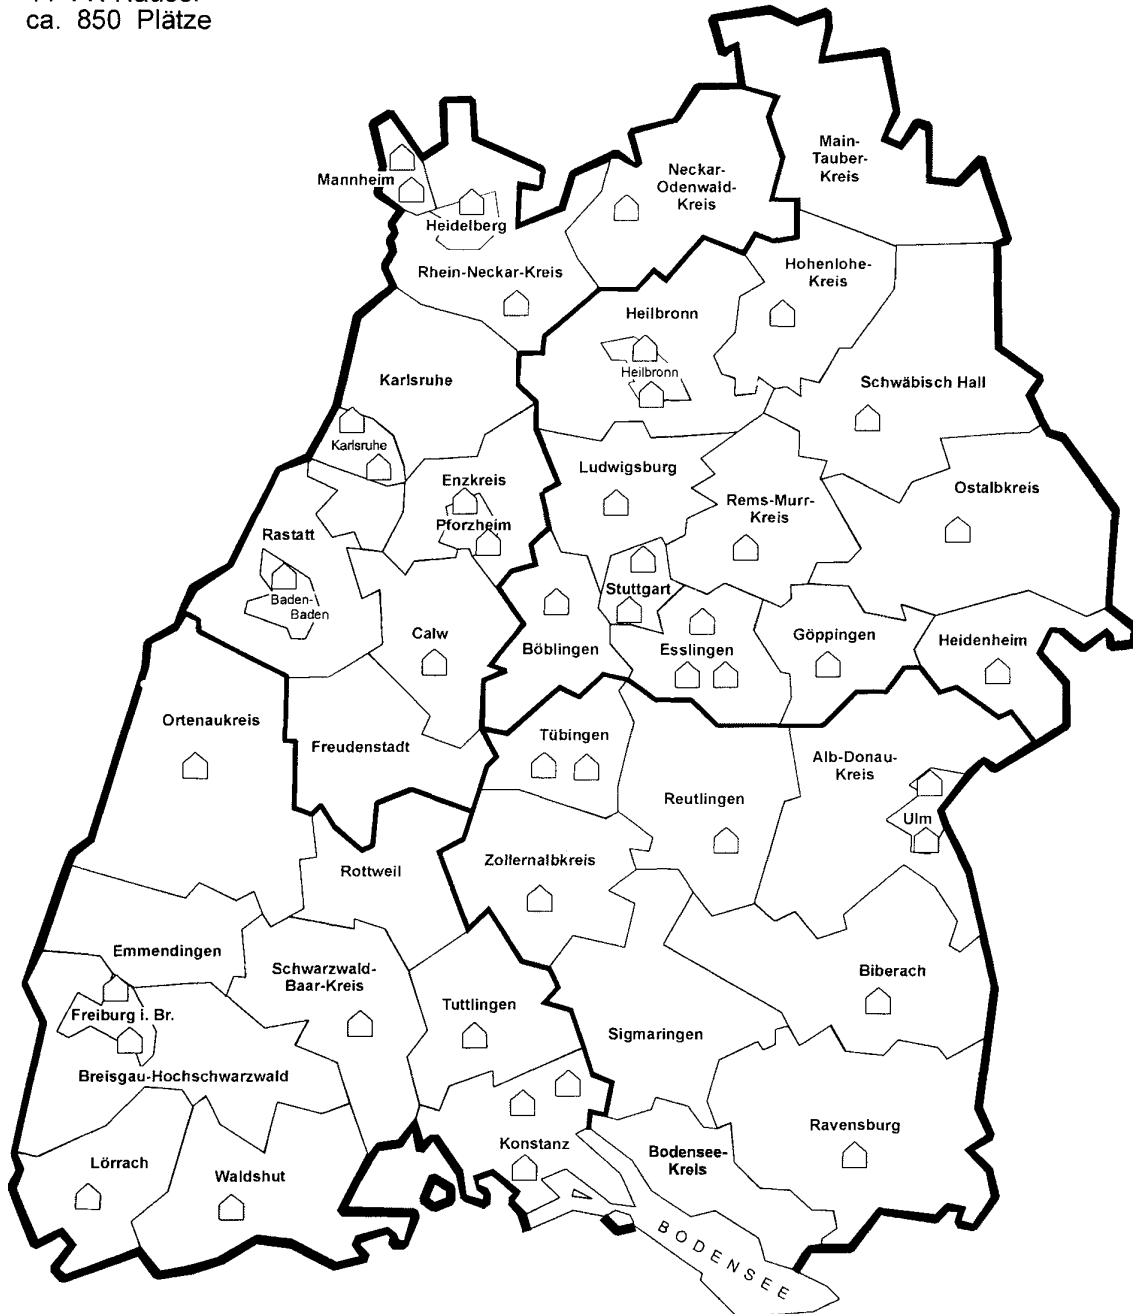 ca. 850 Plätze
Main-
Tauber-
Kreis
Neckar-
Odenwald-
Kreis
Mannheim
Heidelberg
Rhein-Neckar-Kreis
Hohenlohe-
Kreis
Heilbronn
Heilbronn
Karlsruhe
Schwäbisch Hall
Karlsruhe
Ludwigsburg
Enzkreis
Ostalbkreis
Rems-Murr-
Kreis
Pforzheim
Rastatt
Stuttgart
Baden-
Baden
Calw
Böblingen
Esslingen
Göppingen
Heidenheim
Ortenaukreis
Freudenstadt
Tübingen
Alb-Donau-
Kreis
Reutlingen
Ulm
Zollernalbkreis
Rottweil
Emmendingen
Schwarzwald-
Baar-Kreis
Biberach
Tuttlingen
Freiburg i. Br.
Sigmaringen
Breisgau-Hochschwarzwald
Ravensburg
Konstanz
Bodensee-
Kreis
Lörrach
Waldshut
BODENSEE